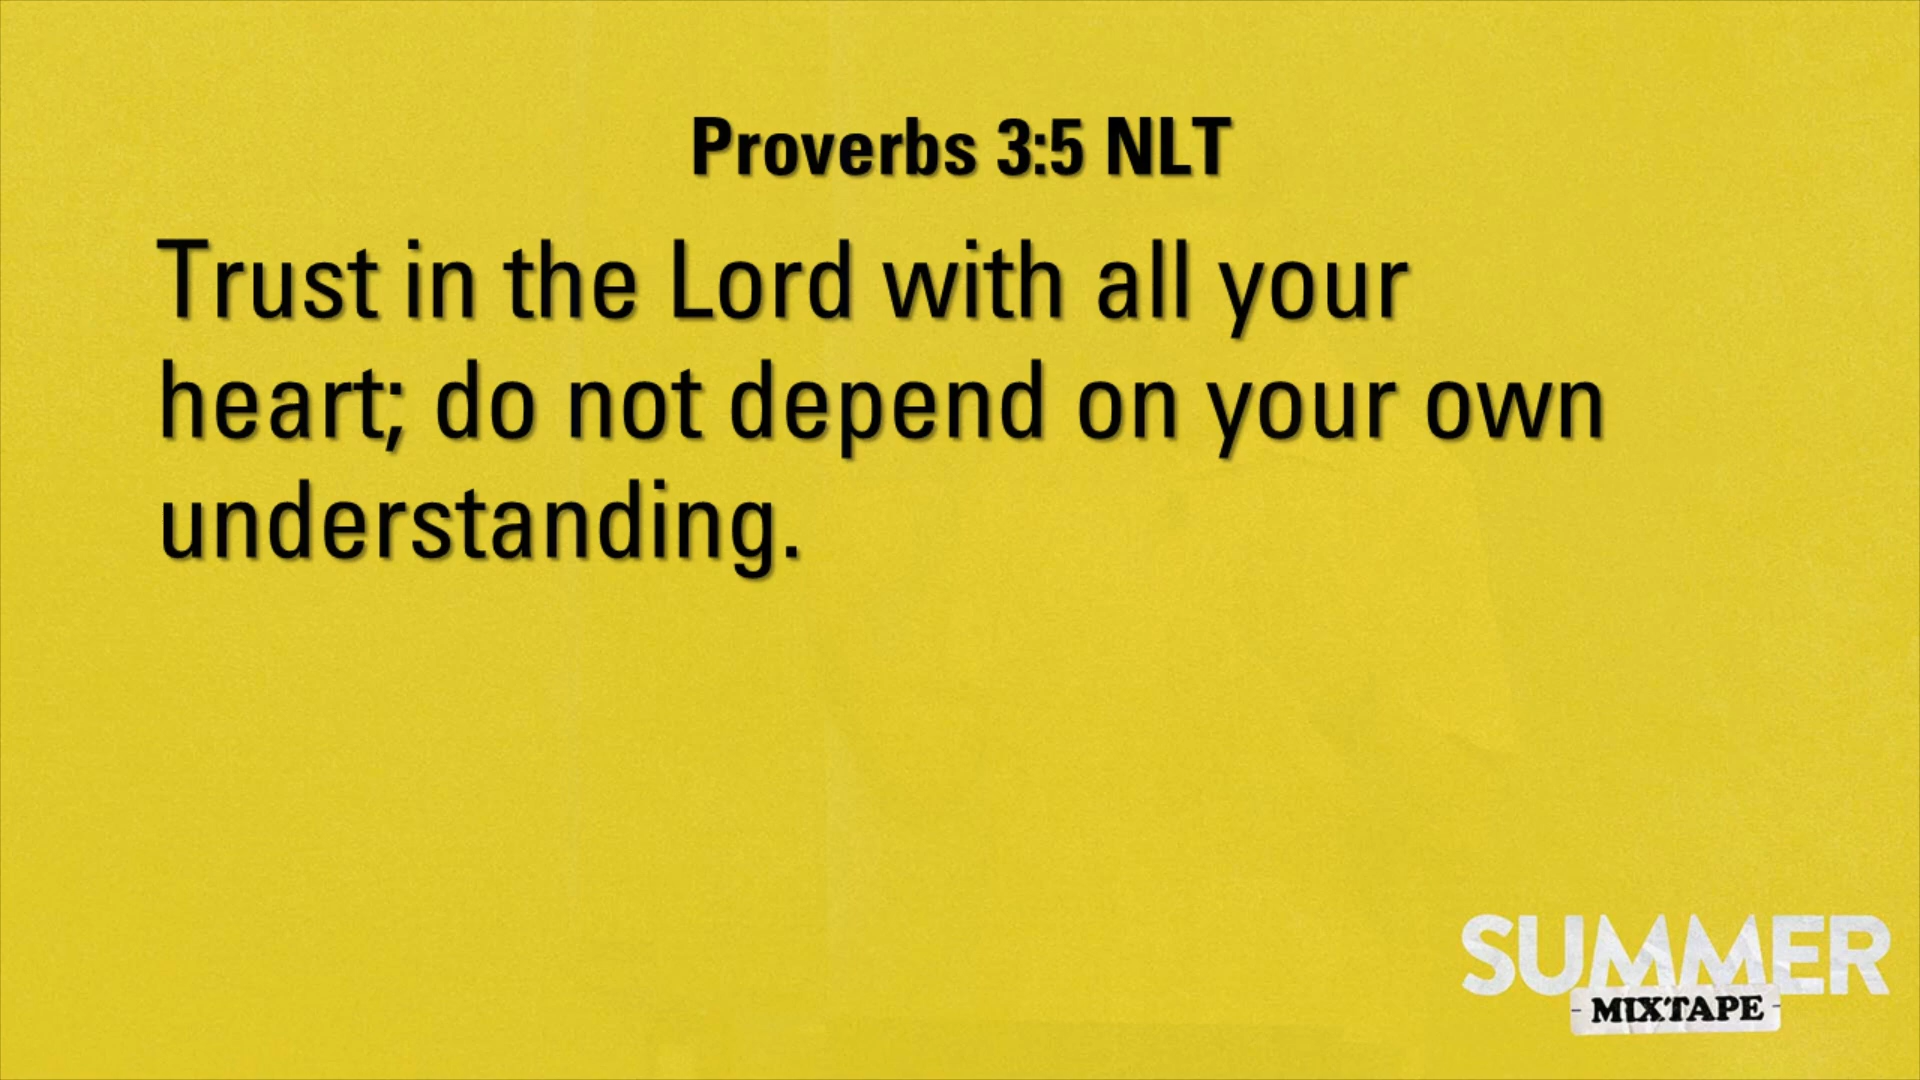 Proverbs 3:5 NLT
Trust in the Lord with all your
heart; do not depend on your own
understanding.
SUMMER
- MIXTAPE -